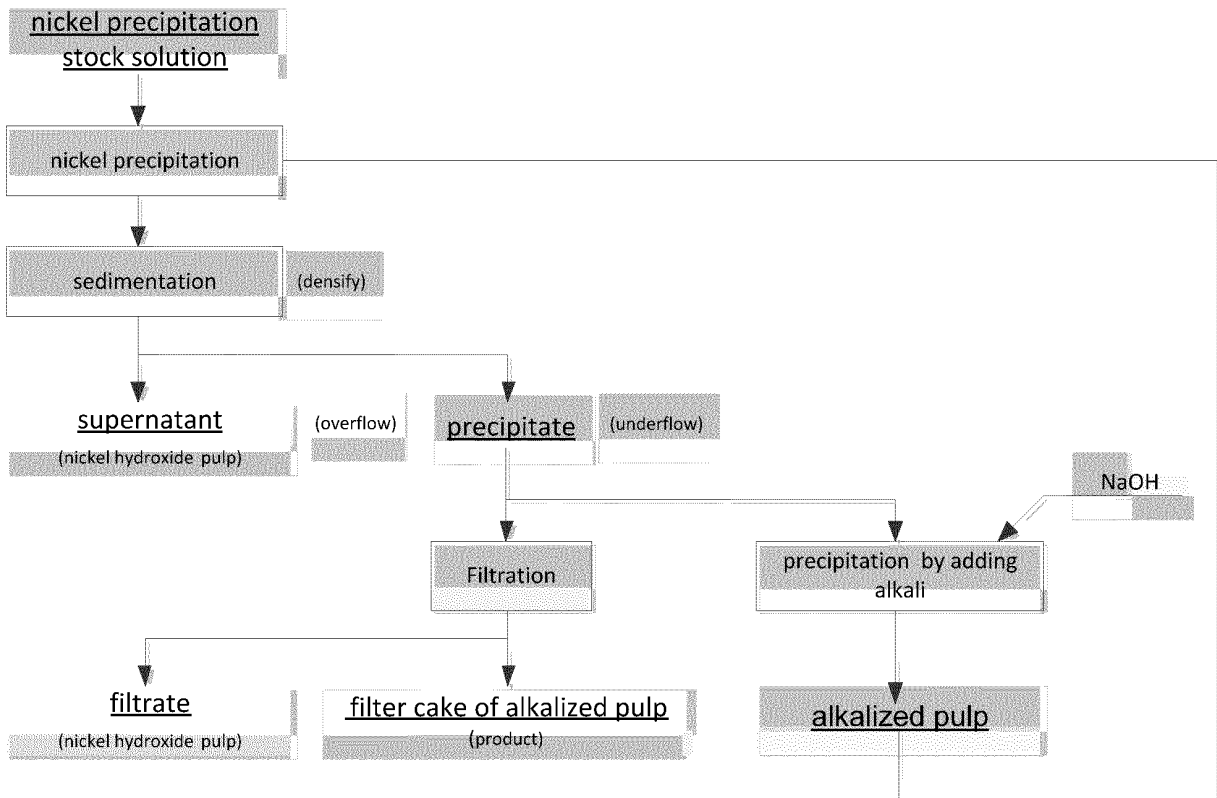 nickel precipitation
stock solution
nickel precipitation
sedimentation
(densify)
supernatant
(nickel hydroxide pulp)
(overflow)
precipitate
(underflow)
NaOH
Filtration
precipitation by adding
alkali
filtrate
(nickel hydroxide pulp)
filter cake of alkalized pulp
(product)
alkalized pulp